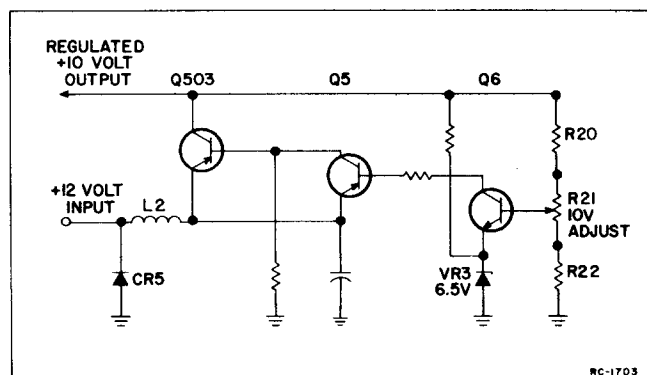 REGULATED
+10 VOLT
OUTPUT
Q503
Q5
Q6
R20
+12 VOLT
INPUT
L2
R21
10V
ADJUST
CR5
VR3
6.5V
R22
RC-1703